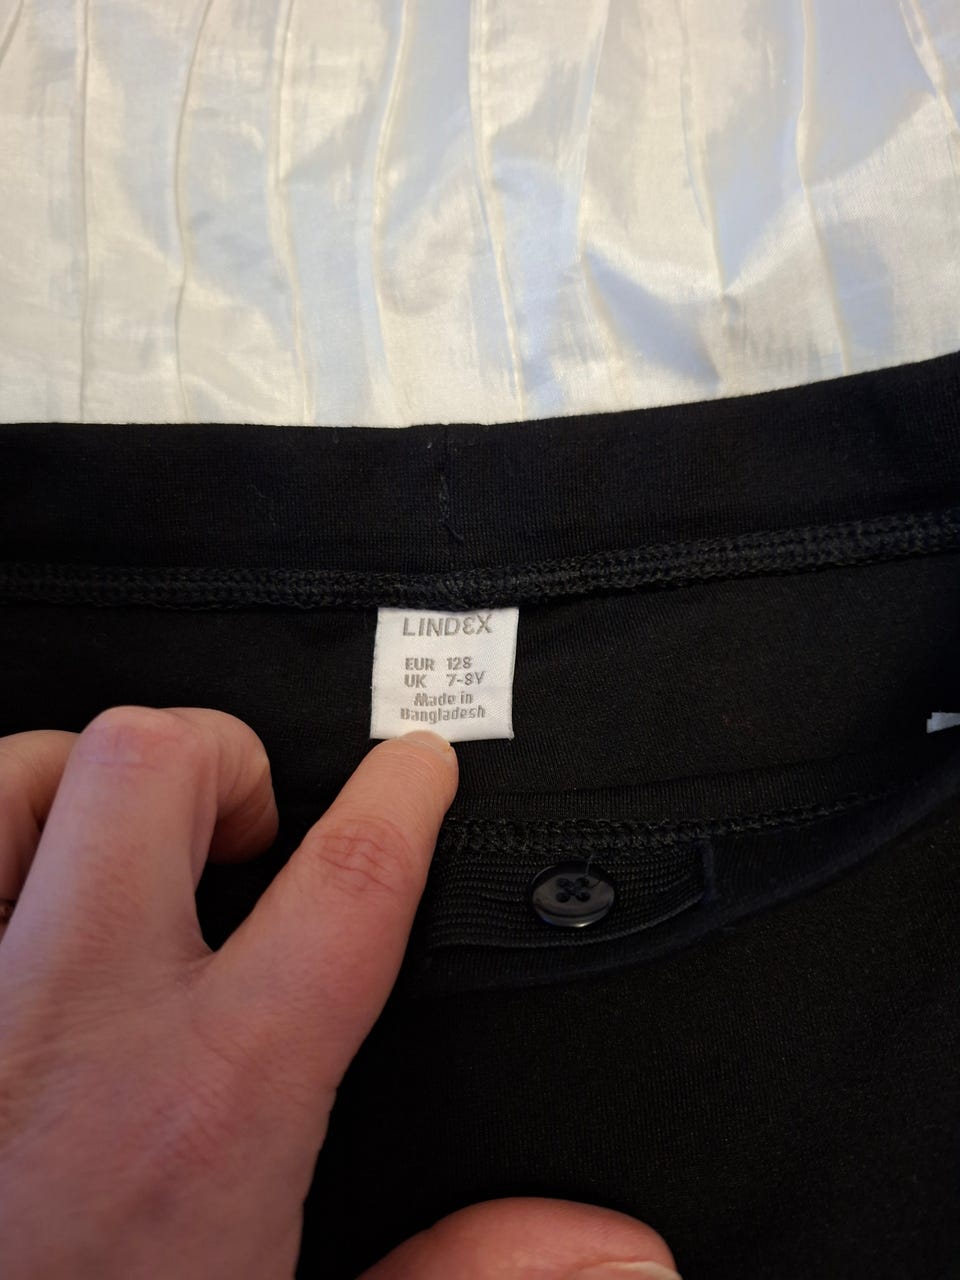 LINDEX
EUR 128
UK 7-8Y
Made in
Bangladesh